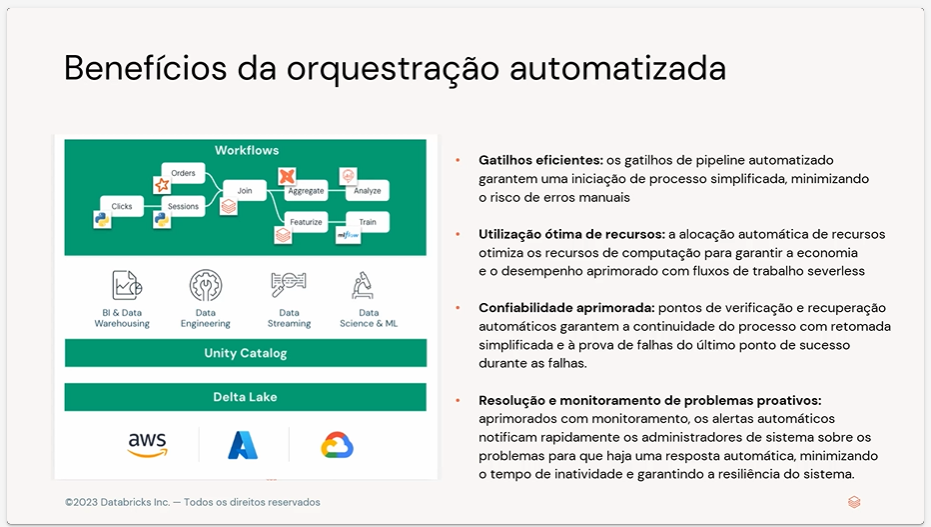 Benefícios da orquestração automatizada
Workflows
Orders
Clicks
Sessions
Join
Aggregate
Analyze
Featurize
Train
mlflow
BI & Data
Warehousing
Data
Engineering
Data
Streaming
Data
Science & ML
Unity Catalog
Delta Lake
aws
• Gatilhos eficientes: os gatilhos de pipeline automatizado
garantem uma iniciação de processo simplificada, minimizando
o risco de erros manuais
• Utilização ótima de recursos: a alocação automática de recursos
otimiza os recursos de computação para garantir a economia
e o desempenho aprimorado com fluxos de trabalho severless
• Confiabilidade aprimorada: pontos de verificação e recuperação
automáticos garantem a continuidade do processo com retomada
simplificada e à prova de falhas do último ponto de sucesso
durante as falhas.
• Resolução e monitoramento de problemas proativos:
aprimorados com monitoramento, os alertas automáticos
notificam rapidamente os administradores de sistema sobre os
problemas para que haja uma resposta automática, minimizando
o tempo de inatividade e garantindo a resiliência do sistema.
©2023 Databricks Inc. — Todos os direitos reservados